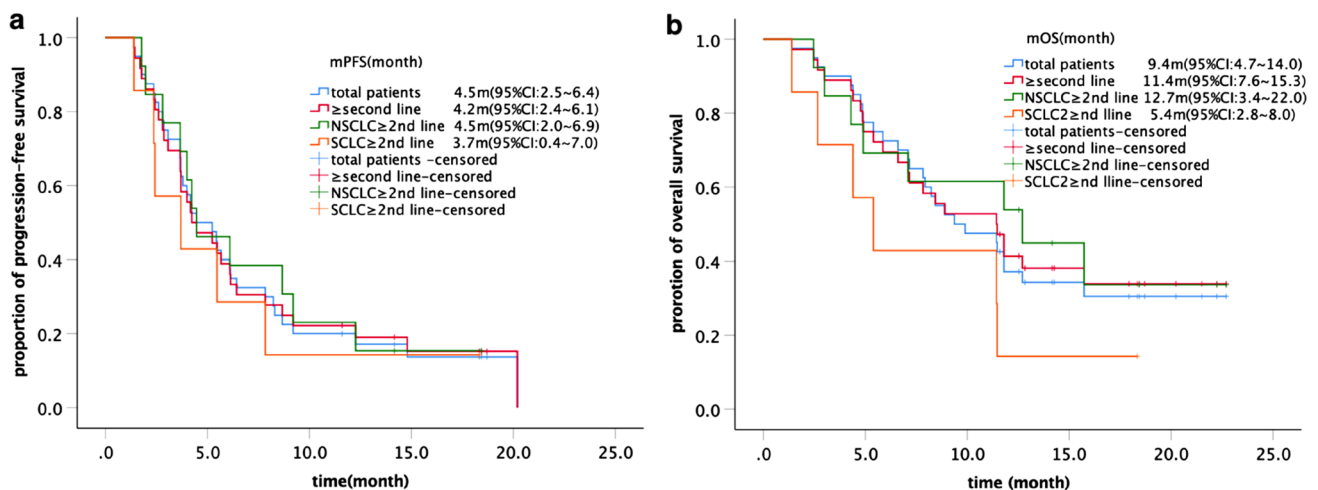 a
mPFS(month)
total patients 4.5m(95%CI:2.5~6.4)
≥second line 4.2m(95%CI:2.4~6.1)
NSCLC≥2nd line 4.5m(95%CI:2.0~6.9)
SCLC≥2nd line 3.7m(95%CI:0.4~7.0)
total patients -censored
≥second line-censored
NSCLC≥2nd line-censored
SCLC≥2nd line-censored
proportion of progression-free survival
1.0
0.8
0.6
0.4
0.2
0.0
.0 5.0 10.0 15.0 20.0 25.0
time(month)
b
mOS(month)
total patients 9.4m(95%CI:4.7~14.0)
≥second line 11.4m(95%CI:7.6~15.3)
NSCLC≥2nd line 12.7m(95%CI:3.4~22.0)
SCLC2≥nd lline 5.4m(95%CI:2.8~8.0)
total patients-censored
≥second line-censored
NSCLC≥2nd line-censored
SCLC2≥nd lline-censored
prorotion of overall survival
1.0
0.8
0.6
0.4
0.2
0.0
.0 5.0 10.0 15.0 20.0 25.0
time (month)